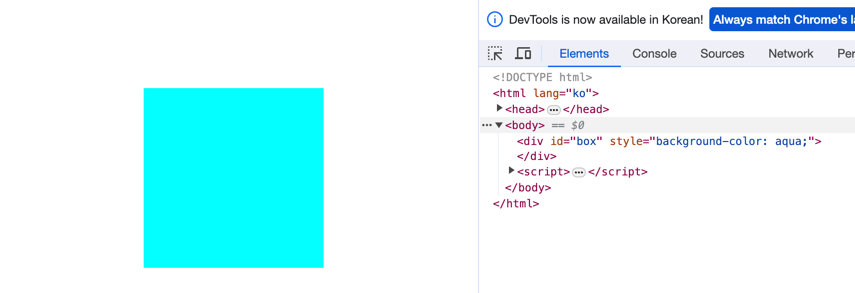 DevTools is now available in Korean! Always match Chrome's la
Elements Console Sources Network Per
<!DOCTYPE html>
<html lang="ko">
<head> ••• </head>
••• <body> == $0
<div id="box" style="background-color: aqua;">
</div>
<script> ••• </script>
</body>
</html>